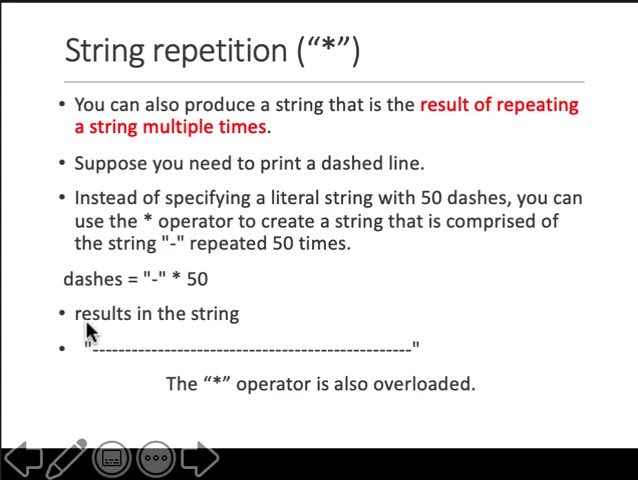 String repetition (“*”)
• You can also produce a string that is the result of repeating
a string multiple times.
• Suppose you need to print a dashed line.
• Instead of specifying a literal string with 50 dashes, you can
use the * operator to create a string that is comprised of
the string "-" repeated 50 times.
dashes = "-" * 50
• results in the string
• "--------------------------------------------------"
The “*” operator is also overloaded.